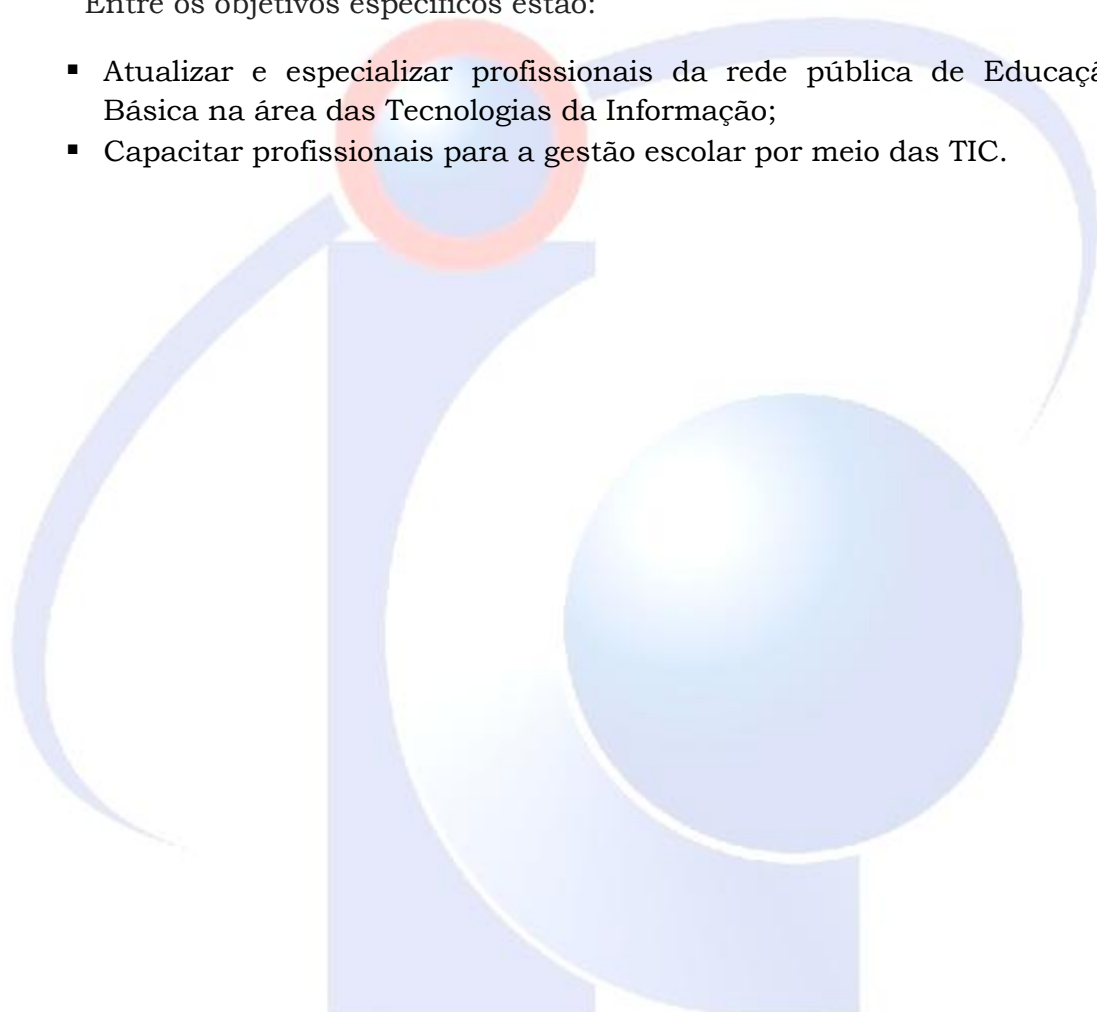 Entre os objetivos específicos estão:
▪ Atualizar e especializar profissionais da rede pública de Educaçã
Básica na área das Tecnologias da Informação;
▪ Capacitar profissionais para a gestão escolar por meio das TIC.